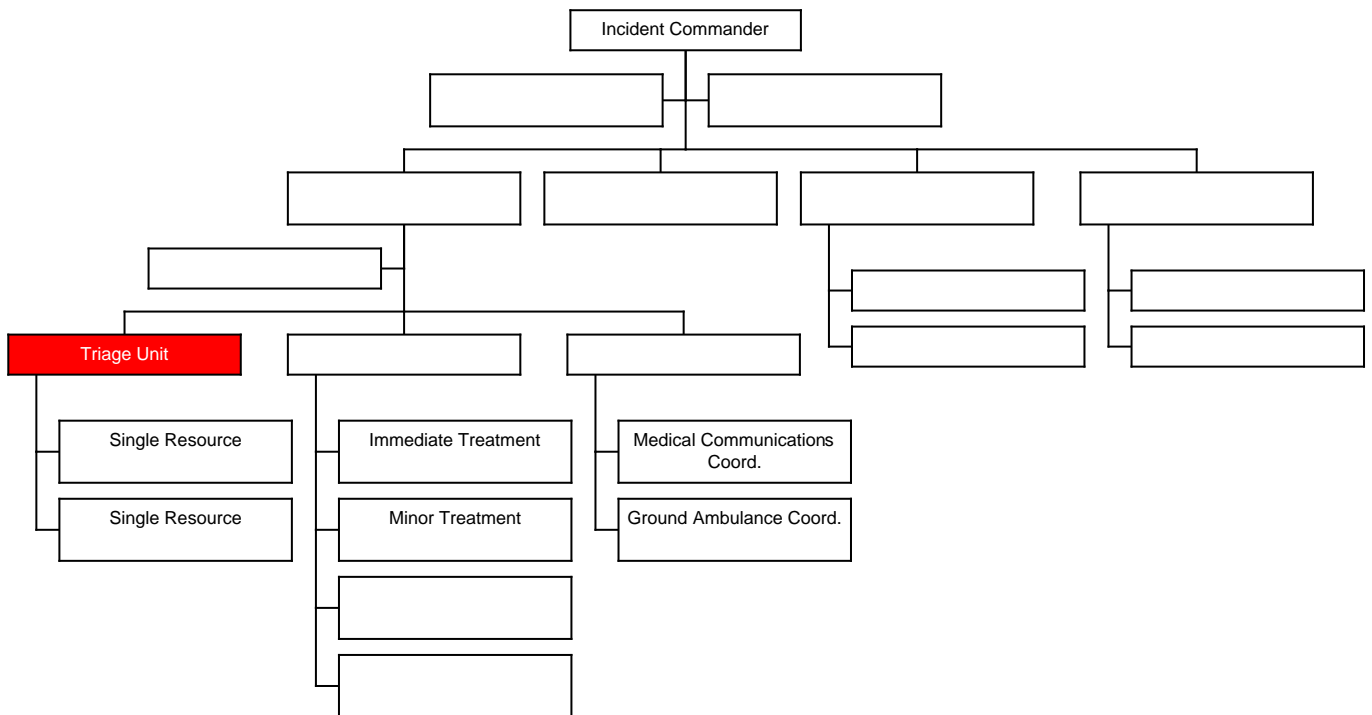 Incident Commander
Triage Unit
Single Resource
Immediate Treatment
Medical Communications
Coord.
Single Resource
Minor Treatment
Ground Ambulance Coord.